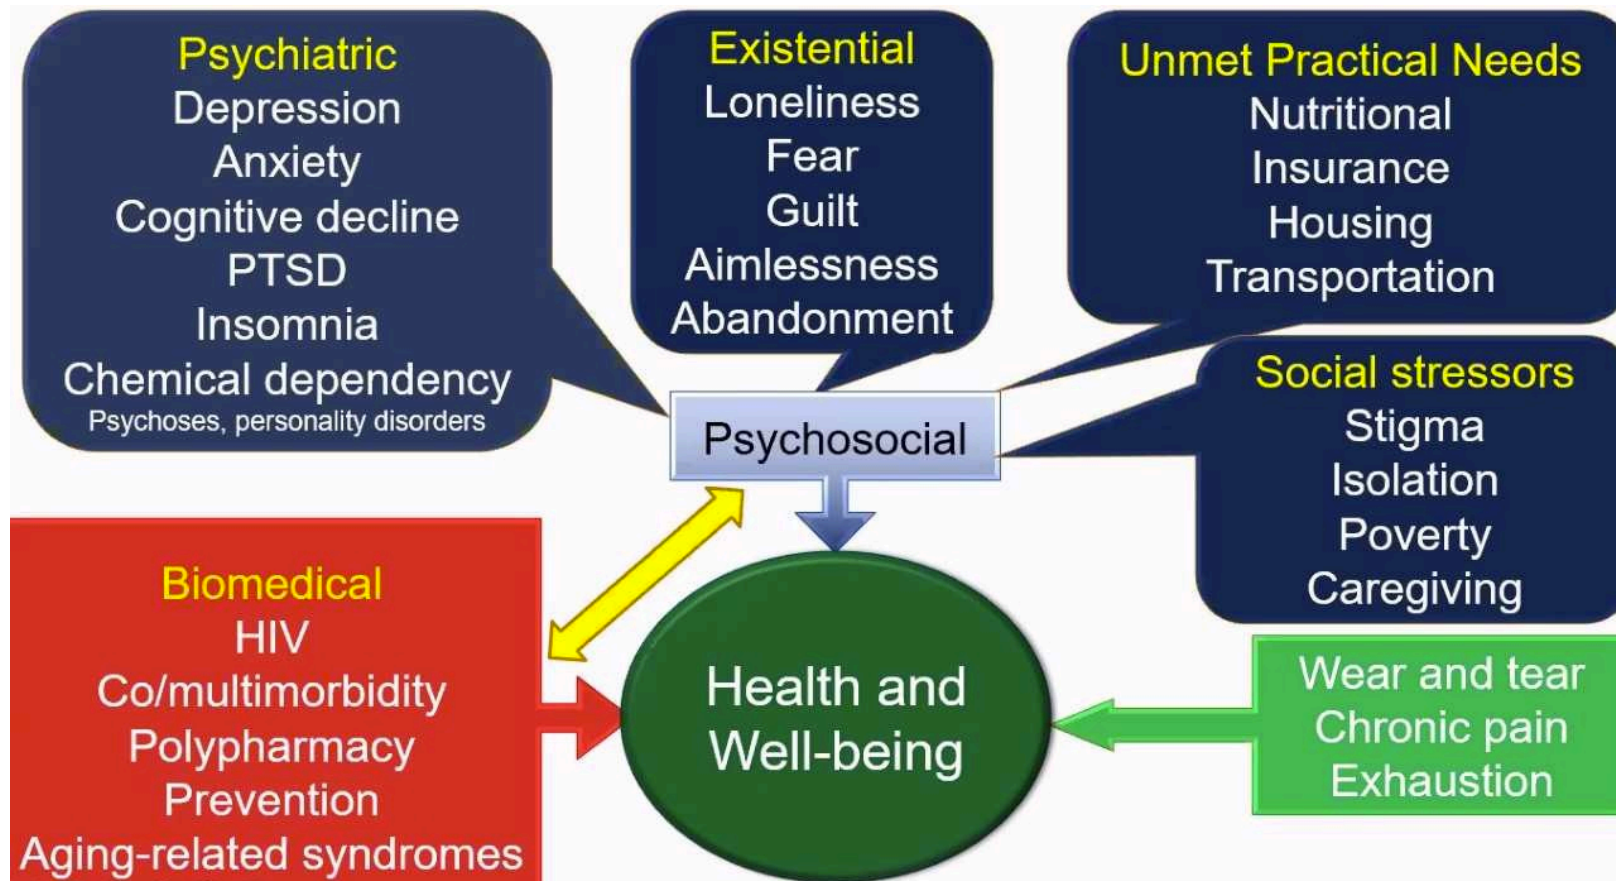 Psychiatric
Depression
Anxiety
Cognitive decline
PTSD
Insomnia
Chemical dependency
Psychoses, personality disorders
Existential
Loneliness
Fear
Guilt
Aimlessness
Abandonment
Unmet Practical Needs
Nutritional
Insurance
Housing
Transportation
Social stressors
Stigma
Isolation
Poverty
Caregiving
Psychosocial
Biomedical
HIV
Co/multimorbidity
Polypharmacy
Prevention
Aging-related syndromes
Health and
Well-being
Wear and tear
Chronic pain
Exhaustion